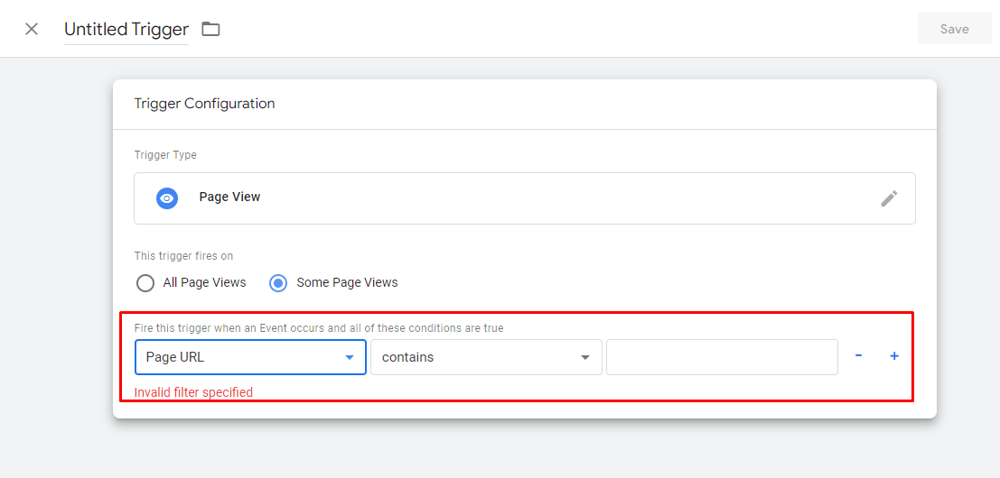 Untitled Trigger
Save
Trigger Configuration
Trigger Type
Page View
This trigger fires on
All Page Views Some Page Views
Fire this trigger when an Event occurs and all of these conditions are true
Page URL contains - +
Invalid filter specified